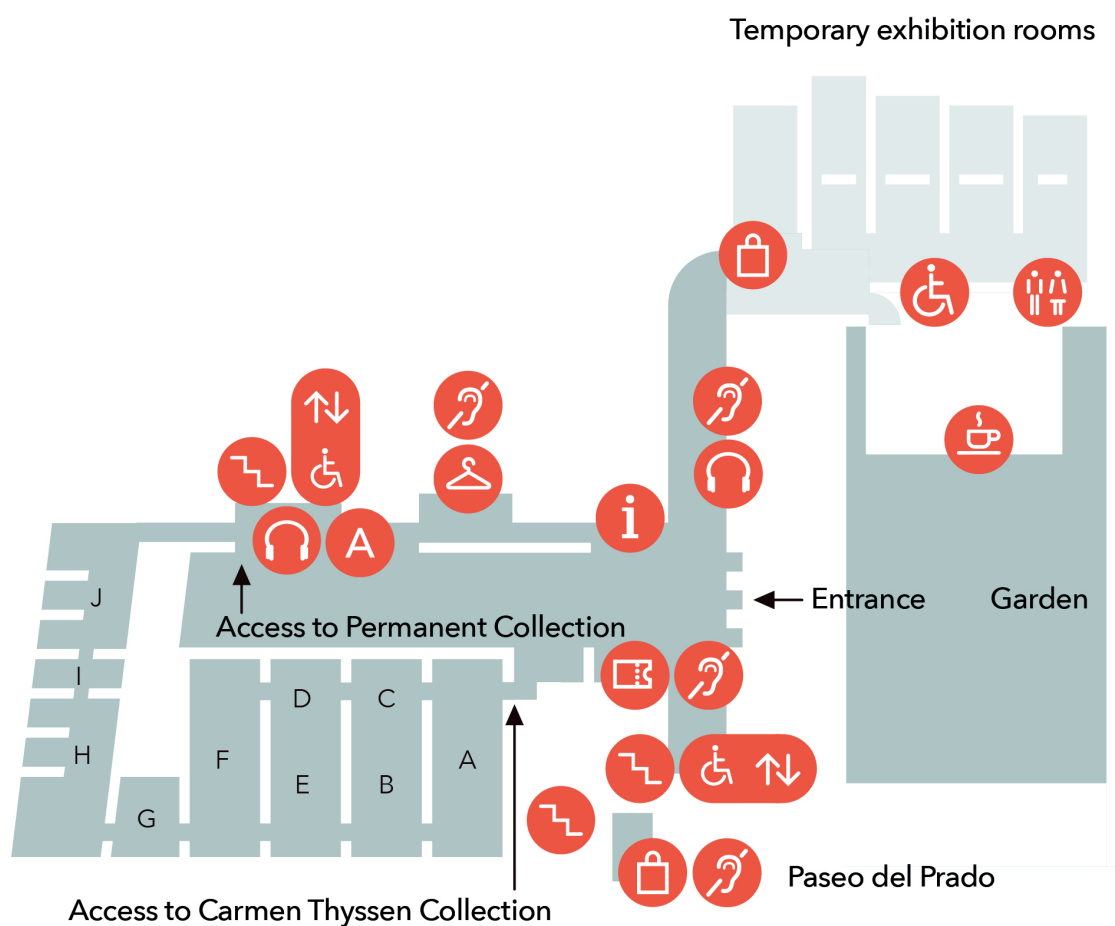 Temporary exhibition rooms
i
A
J
Entrance
Garden
Access to Permanent Collection
I
D
C
H
F
E
B
A
G
Paseo del Prado
Access to Carmen Thyssen Collection